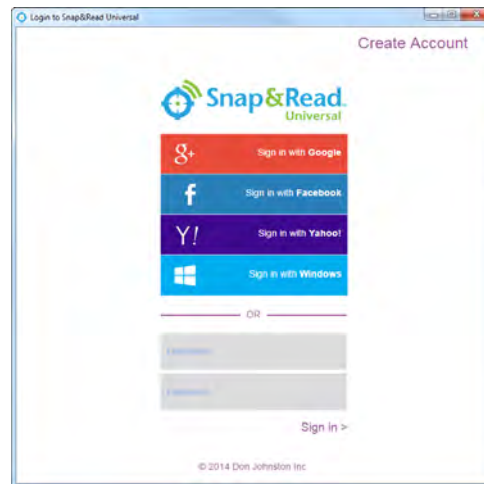 Login to Snap&Read Universal
Create Account
Snap&Read
Universal
g+ Sign in with Google
f Sign in with Facebook
Y! Sign in with Yahoo!
Sign in with Windows
OR
Sign in >
© 2014 Don Johnston Inc